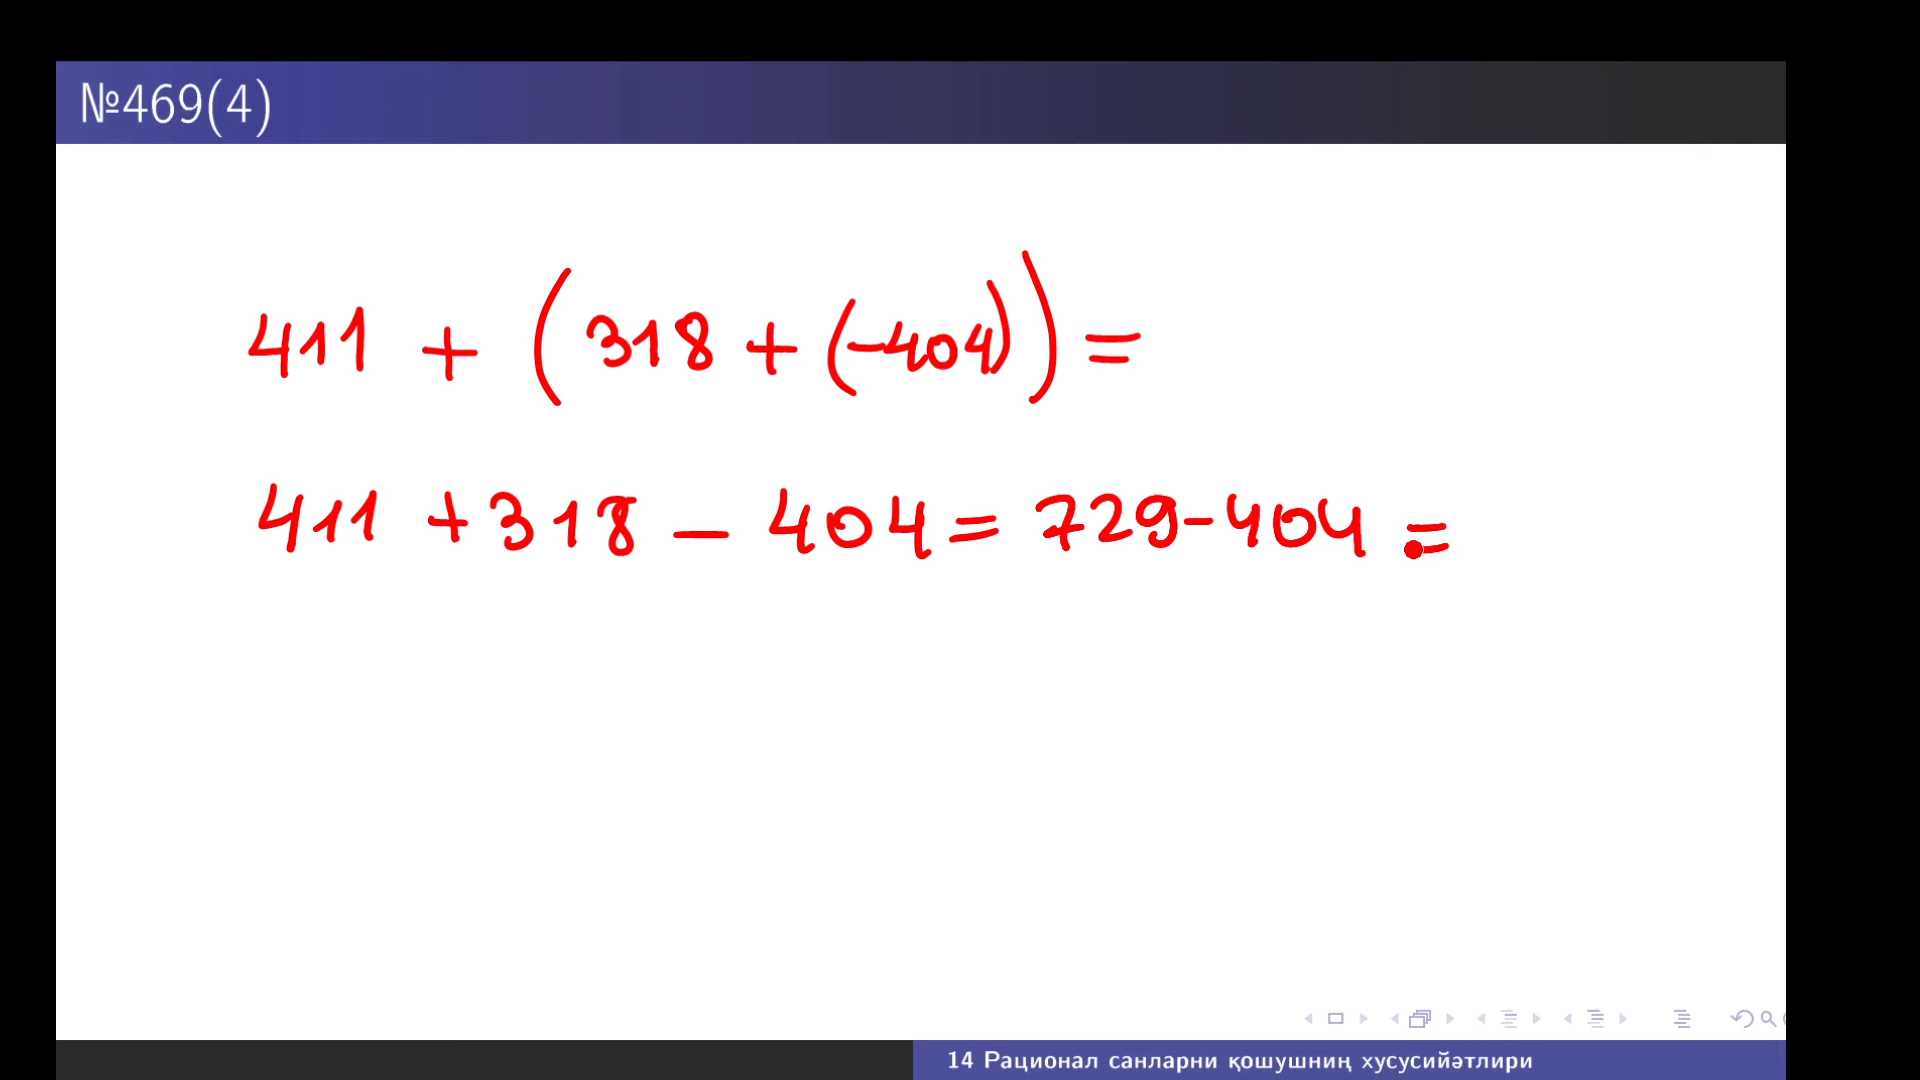 №469(4)
411 + (318 + (-404)) =
411 + 318 - 404 = 729 - 404 =
14 Рационал санларни қошушниң хусусийәтлири